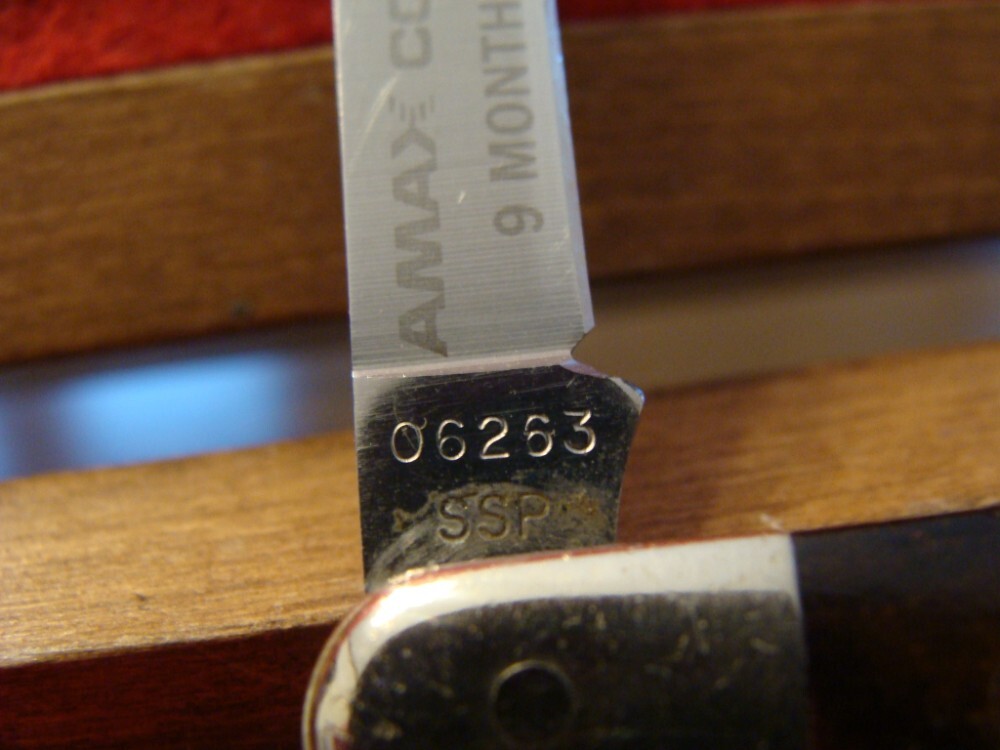 AMAX
9 MONTH
06263
SSP